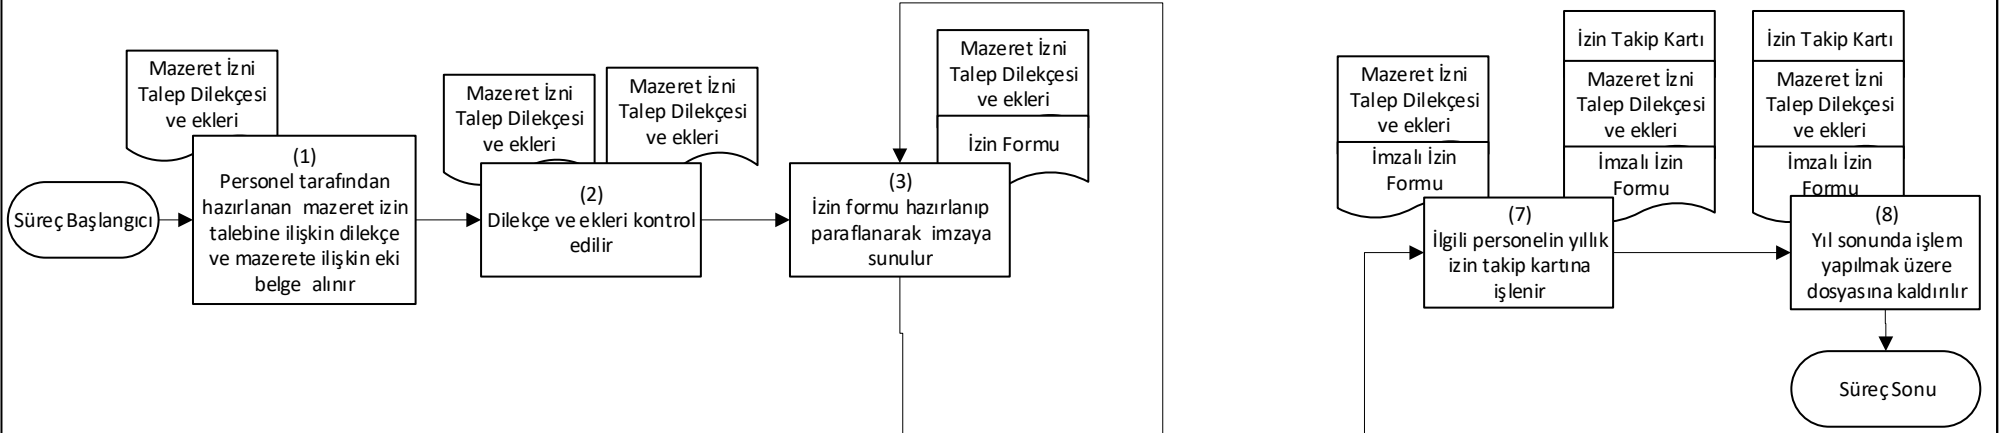 Süreç Başlangıcı
Mazeret İzni
Talep Dilekçesi
ve ekleri
(1)
Personel tarafından
hazırlanan mazeret izin
talebine ilişkin dilekçe
ve mazerete ilişkin eki
belge alınır
Mazeret İzni
Talep Dilekçesi
ve ekleri
Mazeret İzni
Talep Dilekçesi
ve ekleri
(2)
Dilekçe ve ekleri kontrol
edilir
Mazeret İzni
Talep Dilekçesi
ve ekleri
İzin Formu
(3)
İzin formu hazırlanıp
paraflanarak imzaya
sunulur
Mazeret İzni
Talep Dilekçesi
ve ekleri
İmzalı İzin
Formu
İzin Takip Kartı
Mazeret İzni
Talep Dilekçesi
ve ekleri
İmzalı İzin
Formu
(7)
İlgili personelin yıllık
izin takip kartına
işlenir
İzin Takip Kartı
Mazeret İzni
Talep Dilekçesi
ve ekleri
İmzalı İzin
Formu
(8)
Yıl sonunda işlem
yapılmak üzere
dosyasına kaldırılır
Süreç Sonu